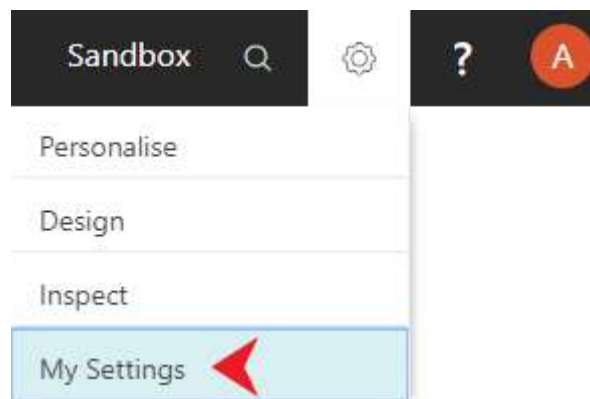 Sandbox ? A
Personalise
Design
Inspect
My Settings